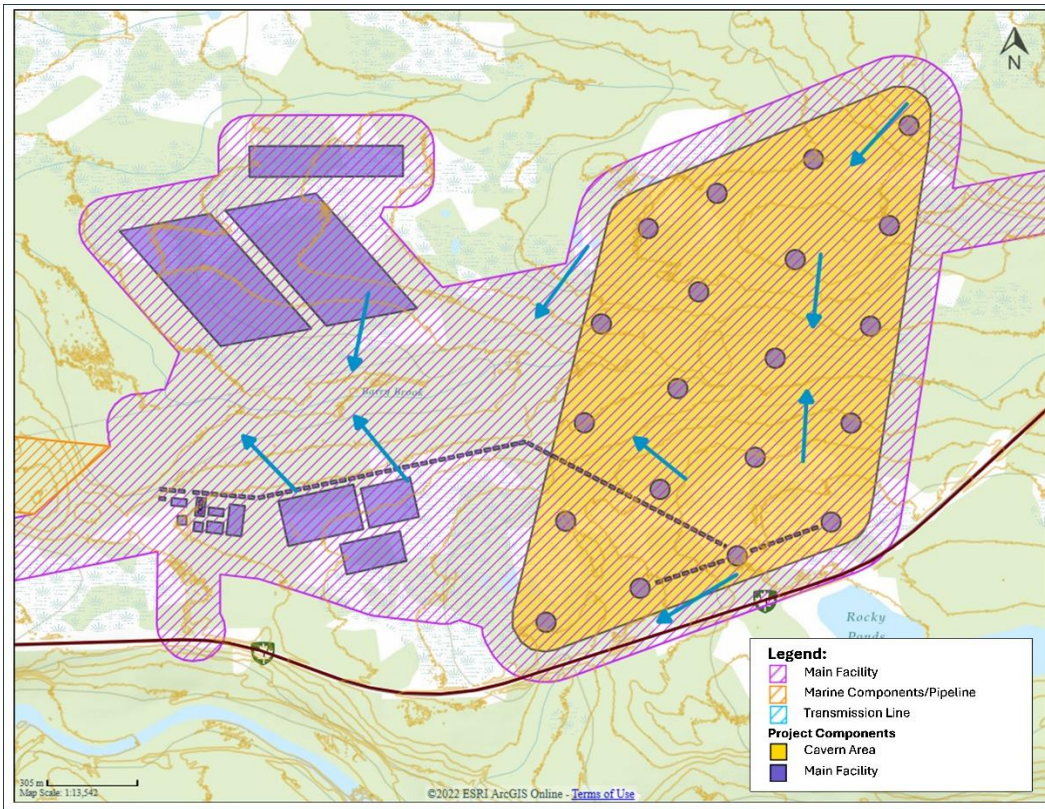 N
Barry Brook
Rocky
Ponds
Legend:
Main Facility
Marine Components/Pipeline
Transmission Line
Project Components
Cavern Area
Main Facility
305 m
Map Scale: 1:13,542
©2022 ESRI ArcGIS Online - Terms of Use